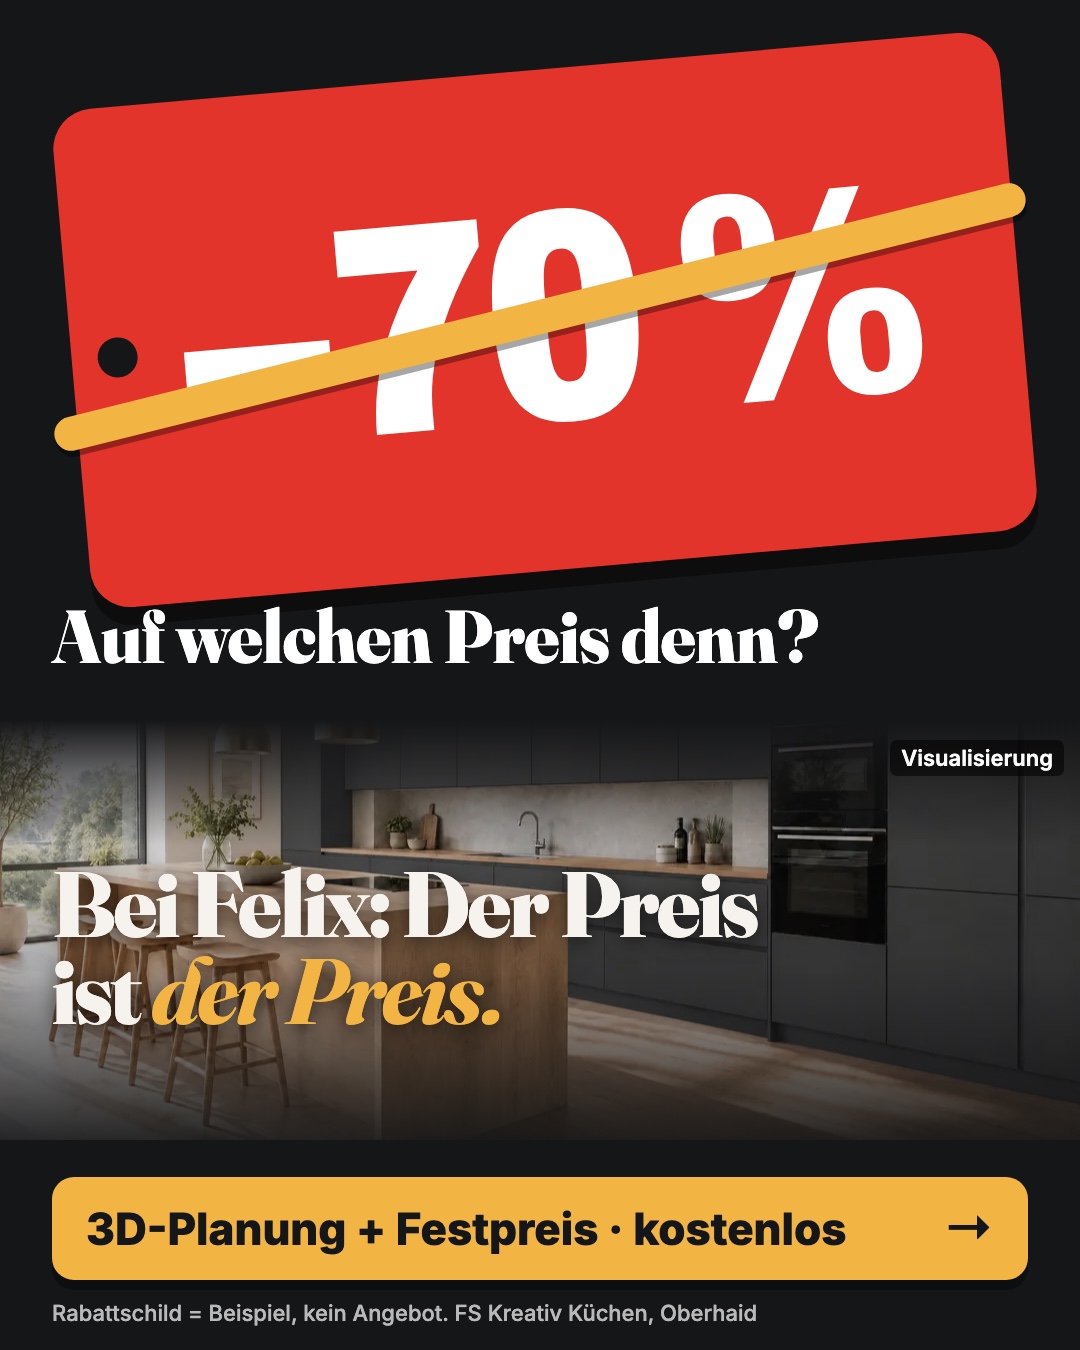 –70 %
Auf welchen Preis denn?
Visualisierung
Bei Felix: Der Preis
ist der Preis.
3D-Planung + Festpreis · kostenlos →
Rabattschild = Beispiel, kein Angebot. FS Kreativ Küchen, Oberhaid